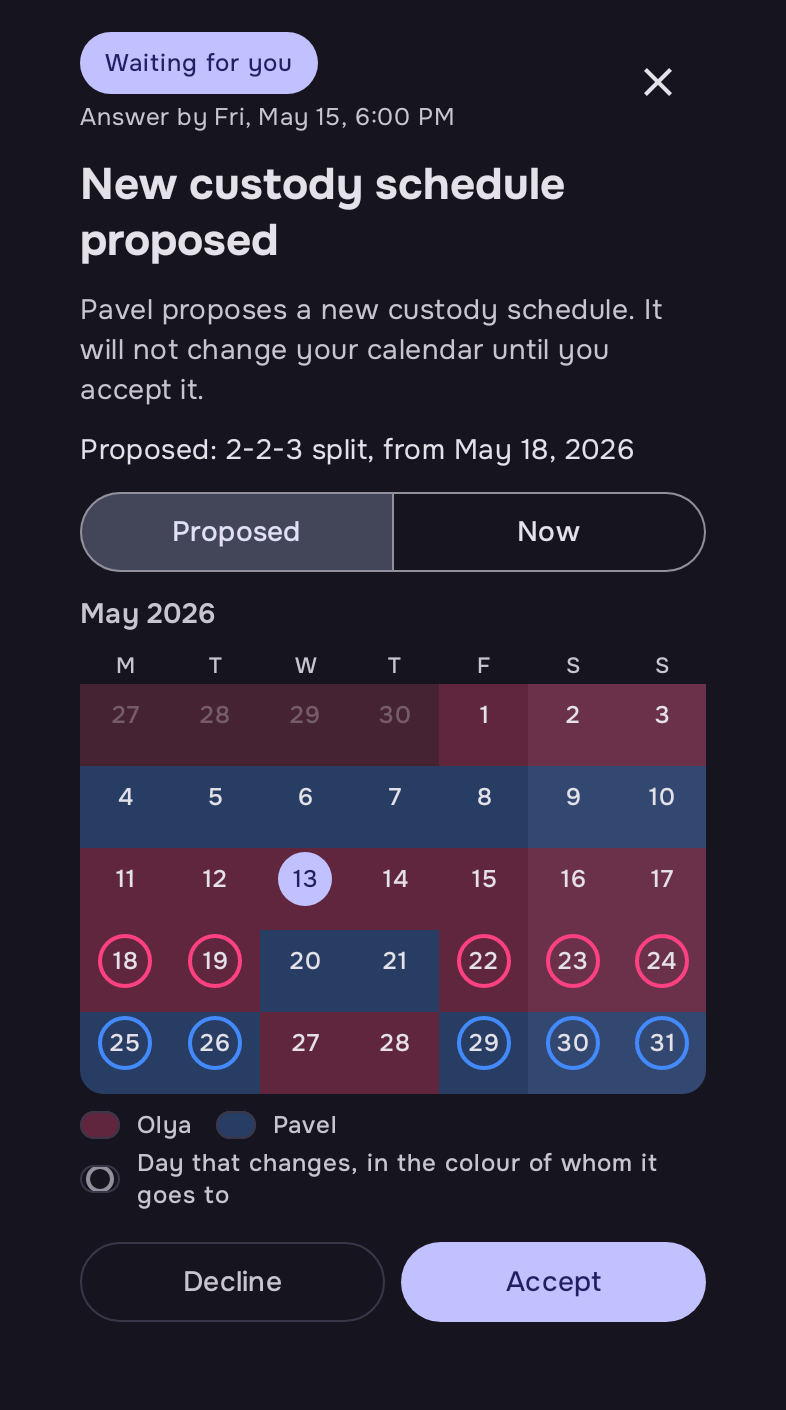 Waiting for you
Answer by Fri, May 15, 6:00 PM
New custody schedule
proposed
Pavel proposes a new custody schedule. It
will not change your calendar until you
accept it.
Proposed: 2-2-3 split, from May 18, 2026
Proposed Now
May 2026
M T W T F S S
27 28 29 30 1 2 3
4 5 6 7 8 9 10
11 12 13 14 15 16 17
18 19 20 21 22 23 24
25 26 27 28 29 30 31
Olya Pavel
Day that changes, in the colour of whom it
goes to
Decline Accept